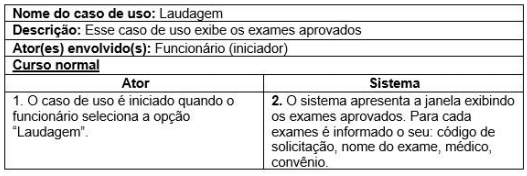 Nome do caso de uso: Laudagem
Descrição: Esse caso de uso exibe os exames aprovados
Ator(es) envolvido(s): Funcionário (iniciador)
Curso normal
Ator
Sistema
1. O caso de uso é iniciado quando o
funcionário seleciona a opção
“Laudagem”.
2. O sistema apresenta a janela exibindo
os exames aprovados. Para cada
exames é informado o seu: código de
solicitação, nome do exame, médico,
convênio.